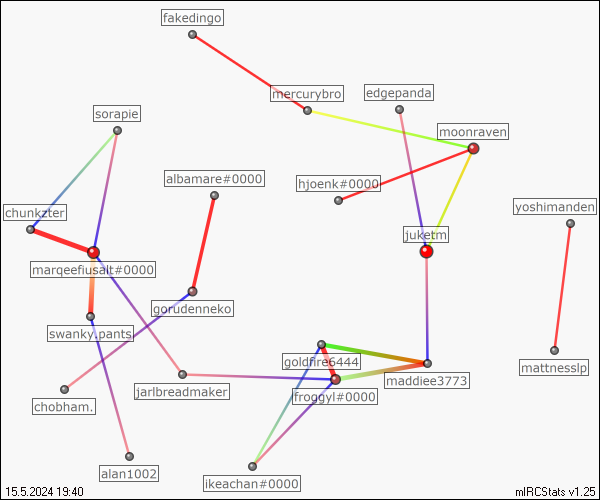 fakedingo
mercurybro
edgepanda
sorapie
moonraven
albamare#0000
hjoenk#0000
yoshimanden
chunkzter
juketm
marqeefiusalt#0000
gorudenneko
swanky.pants
goldfire6444
mattnesslp
maddiee3773
jarlbreadmaker
froggyl#0000
chobham.
alan1002
ikeachan#0000
15.5.2024 19:40
mIRCStats v1.25